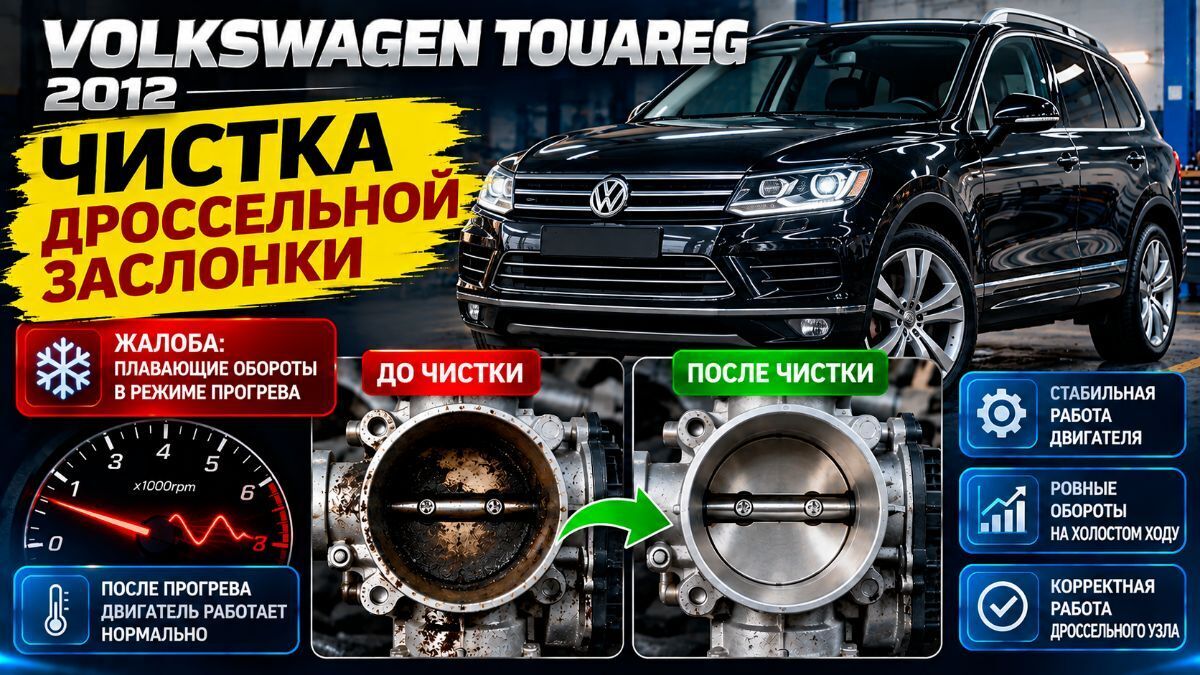 VOLKSWAGEN TOUAREG
2012
ЧИСТКА
ДРОССЕЛЬНОЙ
ЗАСЛОНКИ
ЖАЛОБА:
ПЛАВАЮЩИЕ ОБОРОТЫ
В РЕЖИМЕ ПРОГРЕВА
ДО ЧИСТКИ
ПОСЛЕ ЧИСТКИ
0
1
3
4
5
6
8
x1000rpm
ПОСЛЕ ПРОГРЕВА
ДВИГАТЕЛЬ РАБОТАЕТ
НОРМАЛЬНО
СТАБИЛЬНАЯ
РАБОТА
ДВИГАТЕЛЯ
РОВНЫЕ
ОБОРОТЫ
НА ХОЛОСТОМ ХОДУ
КОРРЕКТНАЯ
РАБОТА
ДРОССЕЛЬНОГО УЗЛА